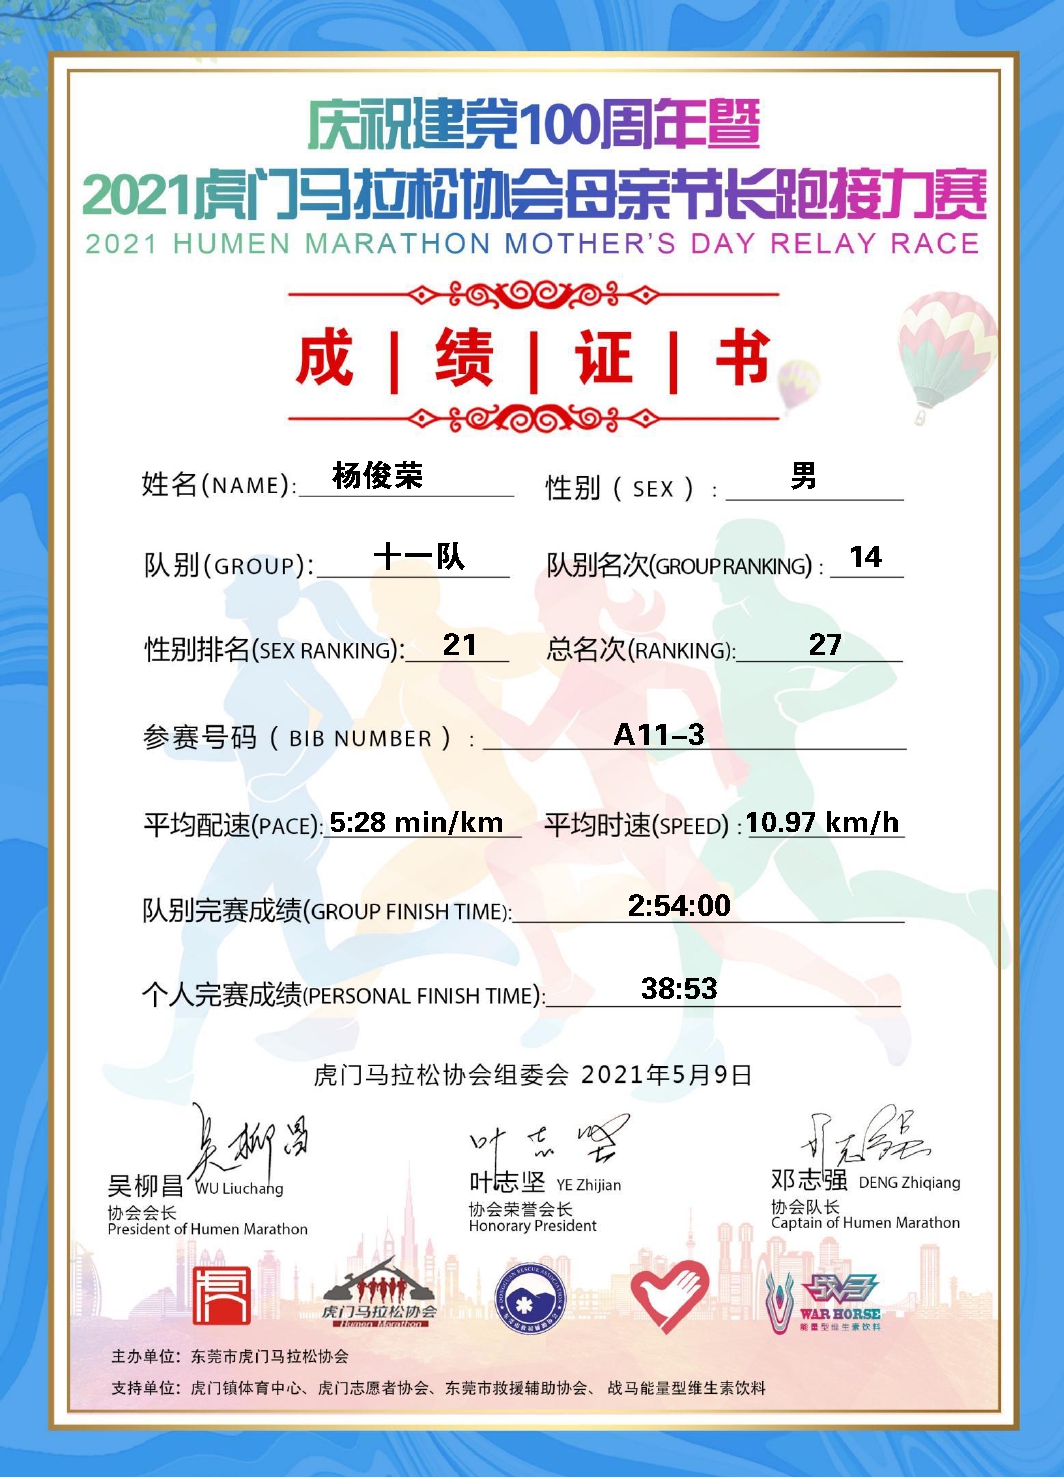 庆祝建党100周年暨
2021虎门马拉松协会母亲节长跑接力赛
2021 HUMEN MARATHON MOTHER'S DAY RELAY RACE
成|绩|证|书
姓名(NAME): 杨俊荣 性别(SEX): 男
队别(GROUP): 十一队 队别名次(GROUP RANKING): 14
性别排名(SEX RANKING): 21 总名次(RANKING): 27
参赛号码(BIB NUMBER): A11-3
平均配速(PACE): 5:28 min/km 平均时速(SPEED): 10.97 km/h
队别完赛成绩(GROUP FINISH TIME): 2:54:00
个人完赛成绩(PERSONAL FINISH TIME): 38:53
虎门马拉松协会组委会 2021年5月9日
吴柳昌 叶志坚 邓志强
吴柳昌 WU Liuchang 叶志坚 YE Zhijian 邓志强 DENG Zhiqiang
协会会长 协会荣誉会长 协会队长
President of Humen Marathon Honorary President Captain of Humen Marathon
虎门马拉松协会
Humen Marathon
WAR HORSE
能量型维生素饮料
主办单位：东莞市虎门马拉松协会
支持单位：虎门镇体育中心、虎门志愿者协会、东莞市救援辅助协会、 战马能量型维生素饮料